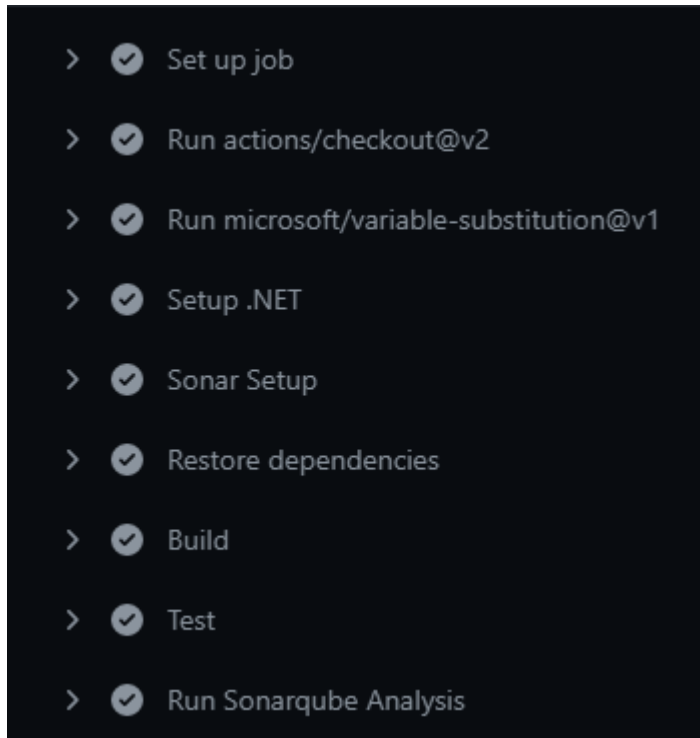 Set up job
Run actions/checkout@v2
Run microsoft/variable-substitution@v1
Setup .NET
Sonar Setup
Restore dependencies
Build
Test
Run Sonarqube Analysis